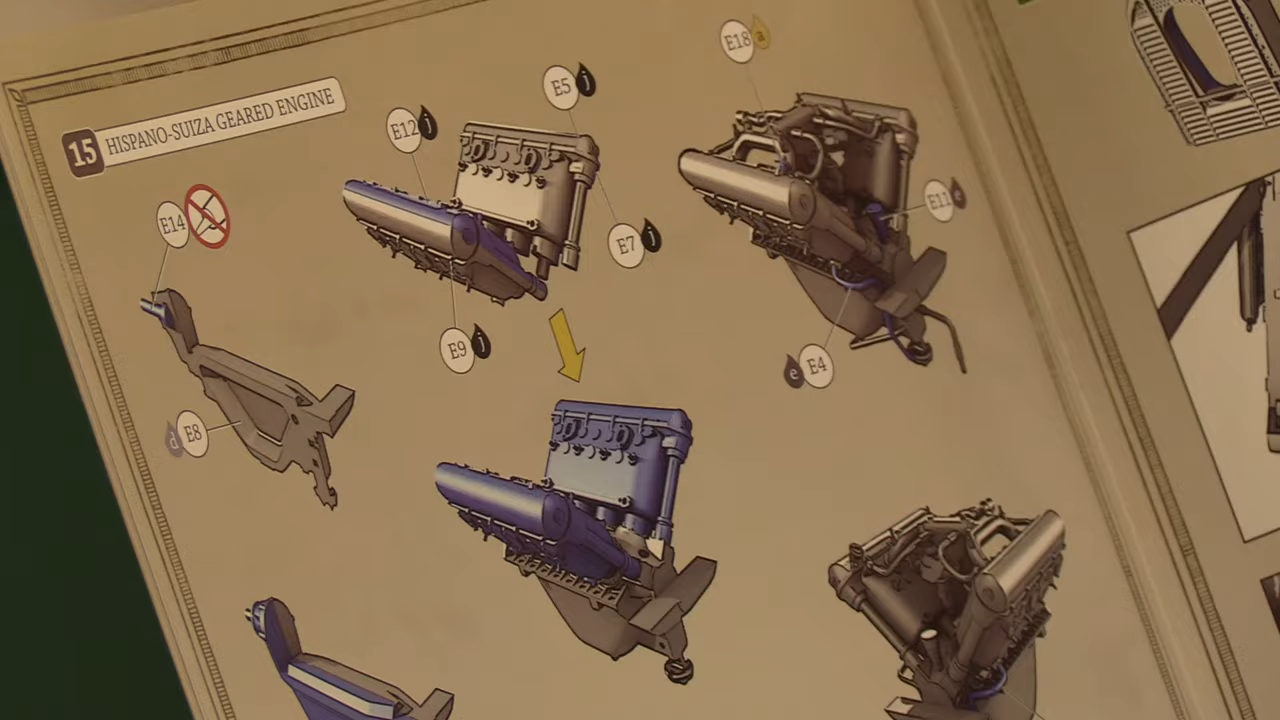 15 HISPANO-SUIZA GEARED ENGINE
E14
E12 j
E5 j
E18 a
E7 j
E11 e
E9 j
E4 e
E8 d